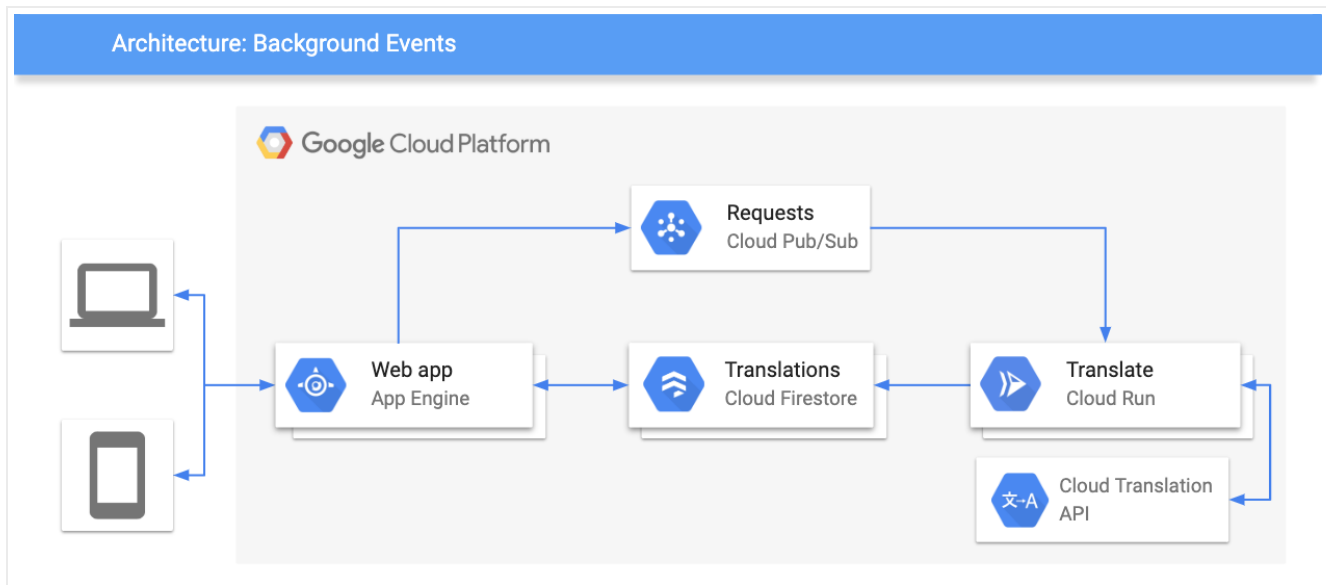 Architecture: Background Events
Google Cloud Platform
Requests
Cloud Pub/Sub
Web app
App Engine
Translations
Cloud Firestore
Translate
Cloud Run
文→A
Cloud Translation
API